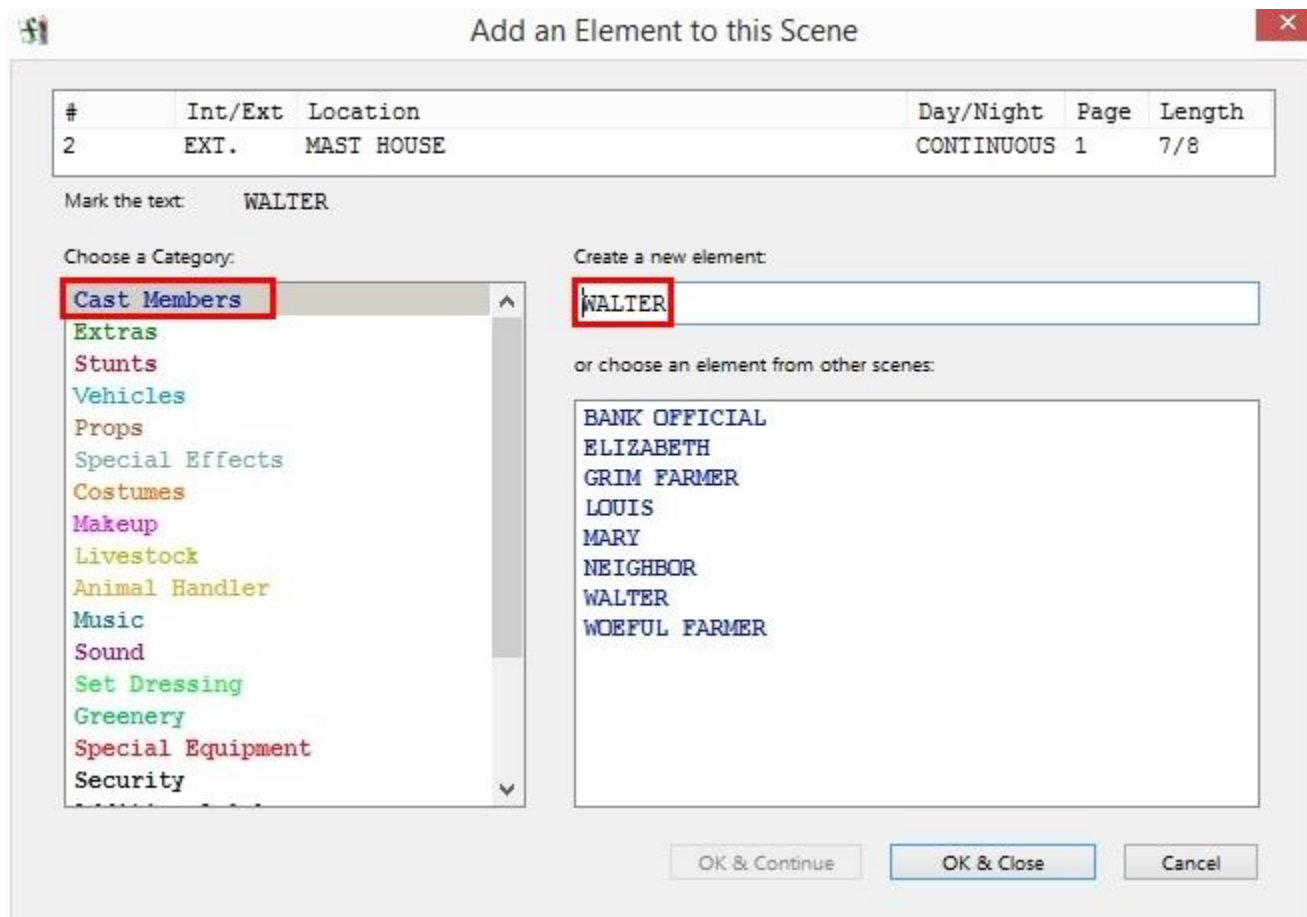 Add an Element to this Scene
# Int/Ext Location Day/Night Page Length
2 EXT. MAST HOUSE CONTINUOUS 1 7/8
Mark the text: WALTER
Choose a Category:
Cast Members
Extras
Stunts
Vehicles
Props
Special Effects
Costumes
Makeup
Livestock
Animal Handler
Music
Sound
Set Dressing
Greenery
Special Equipment
Security
Create a new element:
WALTER
or choose an element from other scenes:
BANK OFFICIAL
ELIZABETH
GRIM FARMER
LOUIS
MARY
NEIGHBOR
WALTER
WOEFUL FARMER
OK & Continue OK & Close Cancel